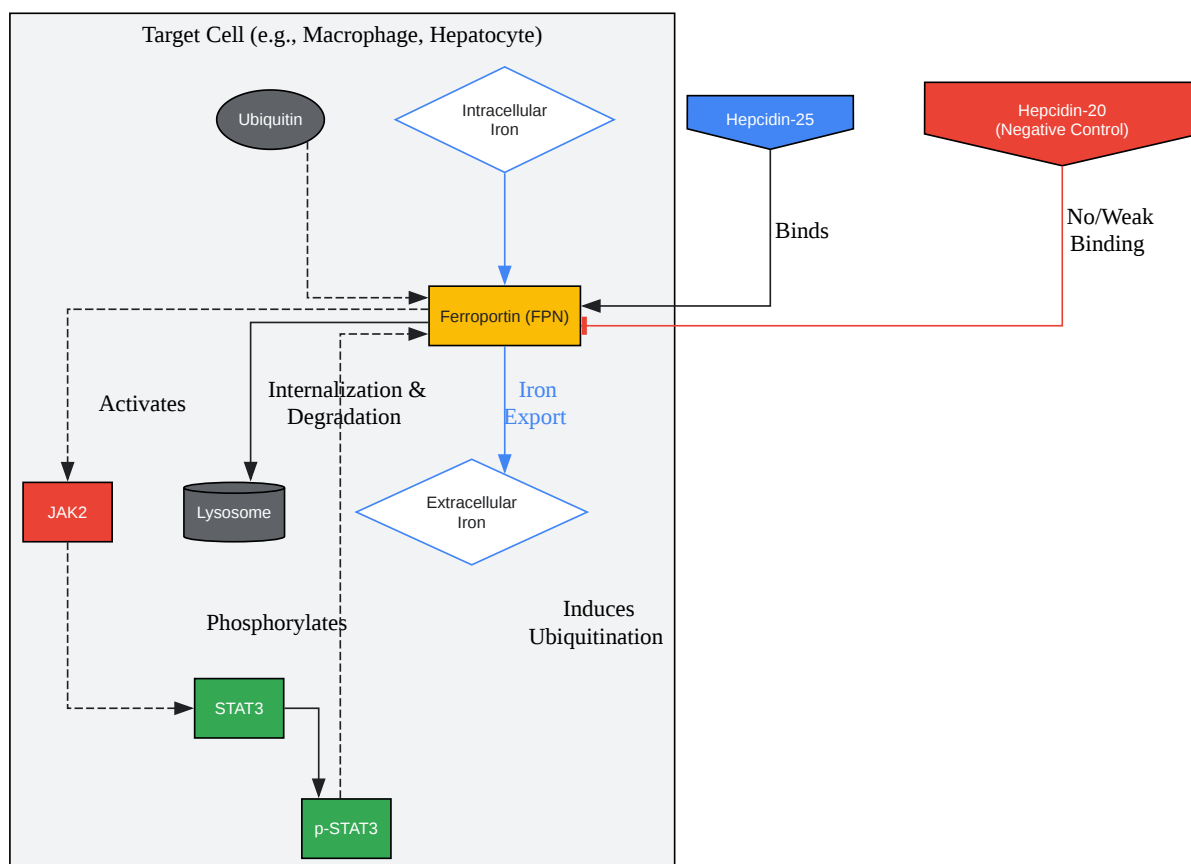 Target Cell (e.g., Macrophage, Hepatocyte)
Ubiquitin
Intracellular
Iron
Hepcidin-25
Hepcidin-20
(Negative Control)
Binds
No/Weak
Binding
Ferroportin (FPN)
Activates
Internalization &
Degradation
Iron
Export
JAK2
Lysosome
Extracellular
Iron
Phosphorylates
Induces
Ubiquitination
STAT3
p-STAT3